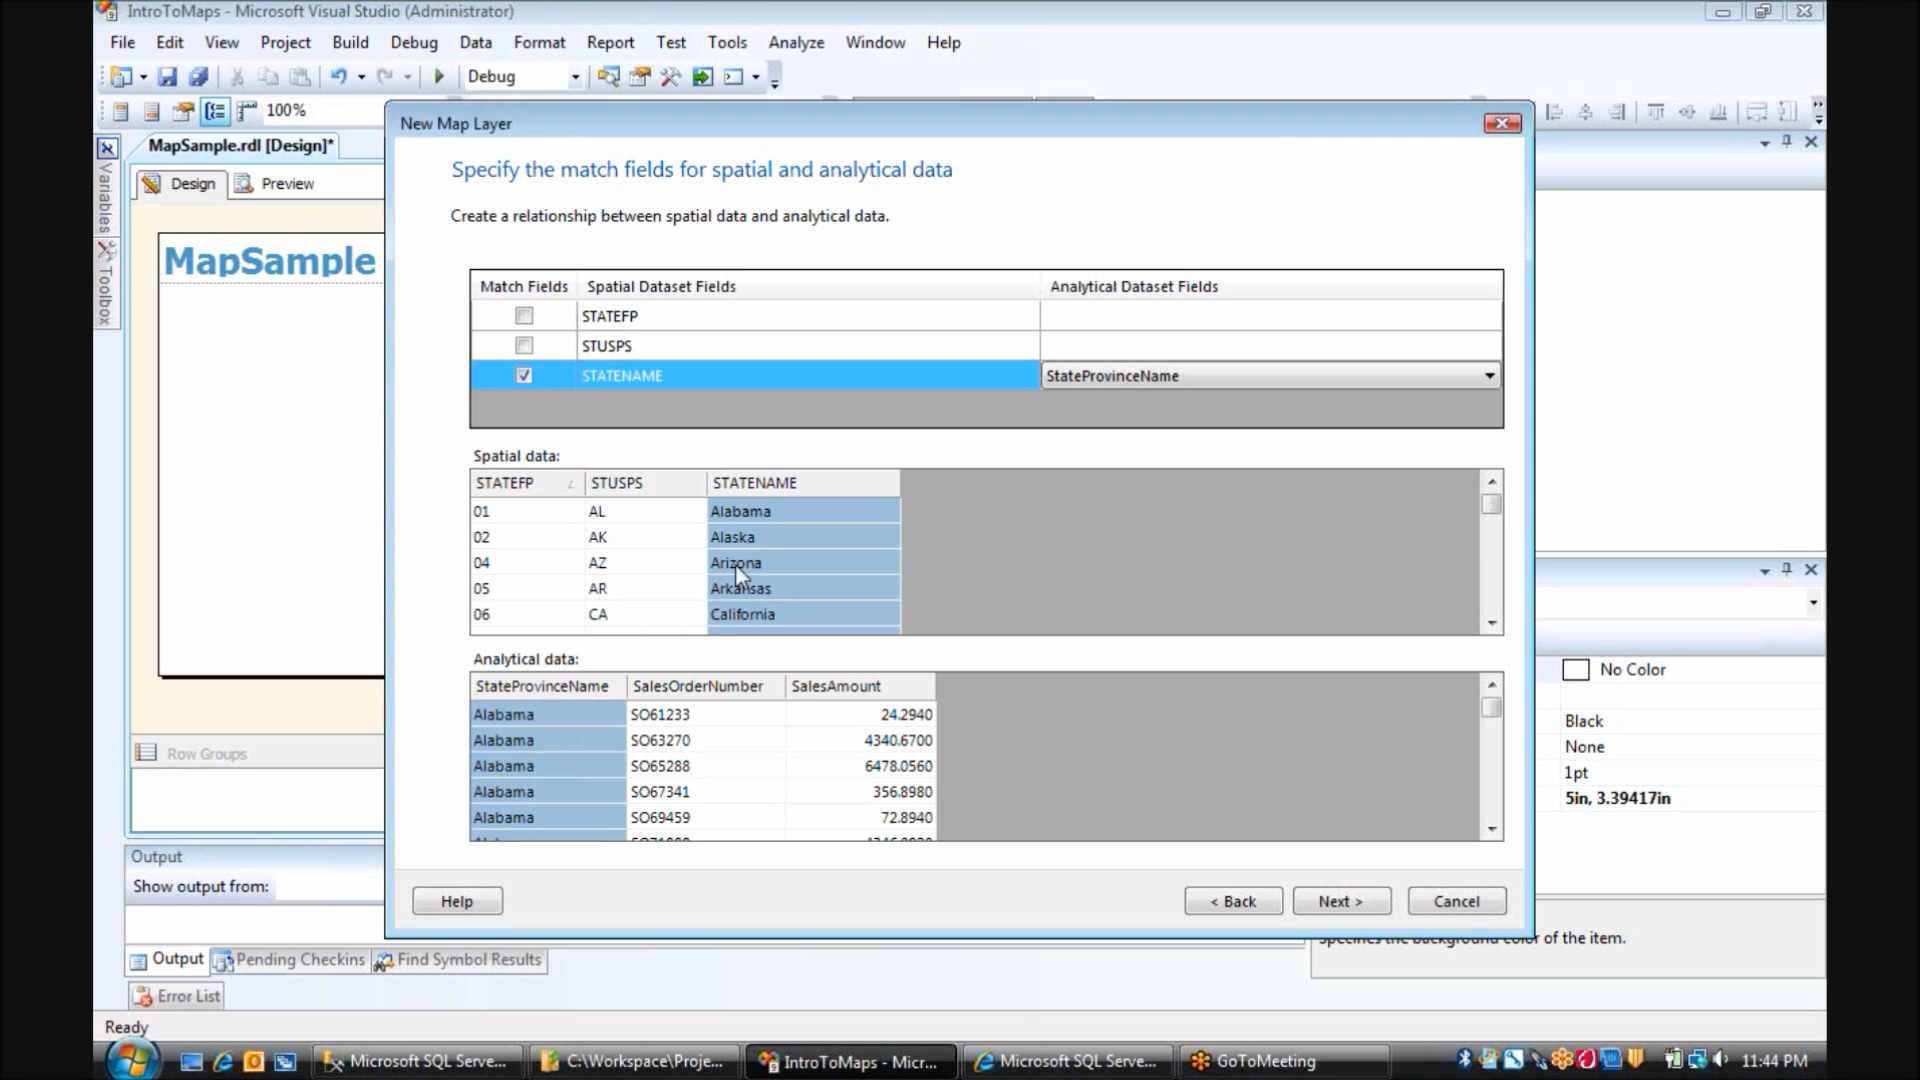 IntroToMaps - Microsoft Visual Studio (Administrator)
File Edit View Project Build Debug Data Format Report Test Tools Analyze Window Help
Debug
100%
New Map Layer
MapSample.rdl [Design]*
Design Preview
Variables
Toolbox
MapSample
Row Groups
Specify the match fields for spatial and analytical data
Create a relationship between spatial data and analytical data.
Match Fields Spatial Dataset Fields Analytical Dataset Fields
STATEFP
STUSPS
STATENAME StateProvinceName
Spatial data:
STATEFP STUSPS STATENAME
01 AL Alabama
02 AK Alaska
04 AZ Arizona
05 AR Arkansas
06 CA California
Analytical data:
StateProvinceName SalesOrderNumber SalesAmount
Alabama SO61233 24.2940
Alabama SO63270 4340.6700
Alabama SO65288 6478.0560
Alabama SO67341 356.8980
Alabama SO69459 72.8940
Help < Back Next > Cancel
No Color
Black
None
1pt
5in, 3.39417in
of the item.
Output
Show output from:
Output Pending Checkins Find Symbol Results
Error List
Ready
Microsoft SQL Serve... C:\Workspace\Proje... IntroToMaps - Micr... Microsoft SQL Serve... GoToMeeting 11:44 PM